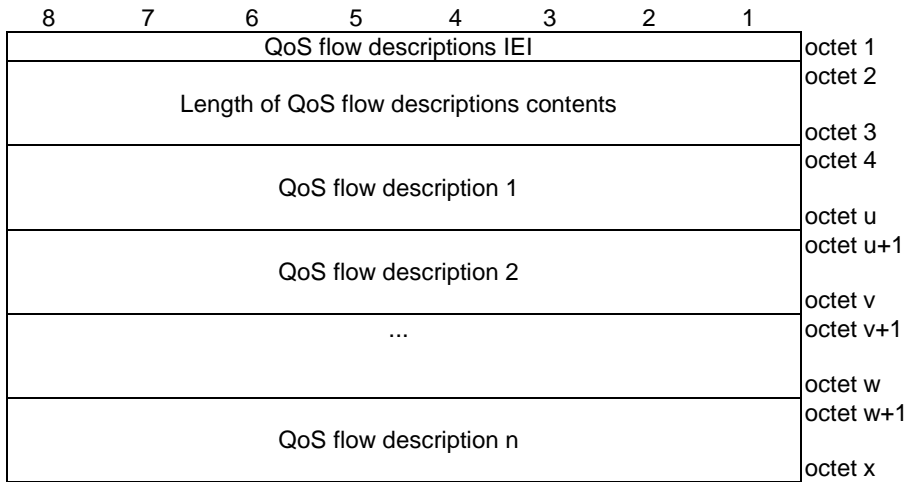 8 7 6 5 4 3 2 1
QoS flow descriptions IEI octet 1
octet 2
Length of QoS flow descriptions contents
octet 3
octet 4
QoS flow description 1
octet u
octet u+1
QoS flow description 2
octet v
... octet v+1
octet w
octet w+1
QoS flow description n
octet x